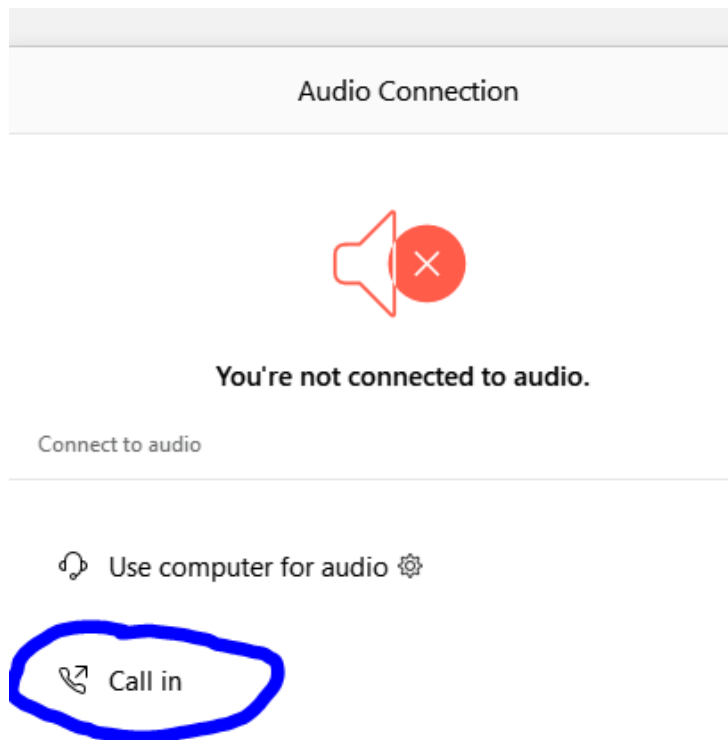 Audio Connection
You're not connected to audio.
Connect to audio
Use computer for audio
Call in